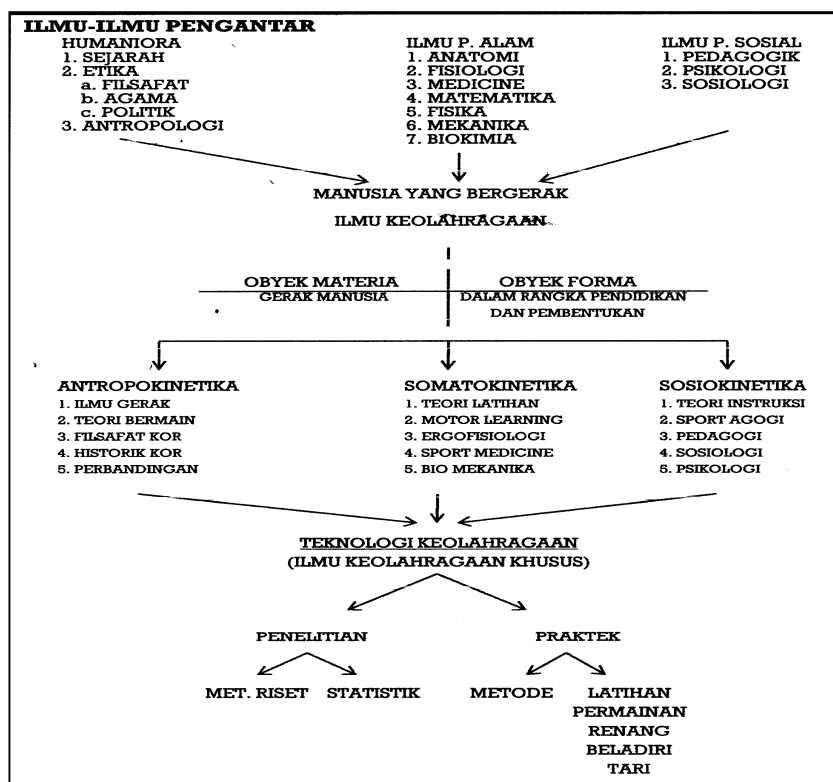 ILMU-ILMU PENGANTAR
HUMANIORA
1. SEJARAH
2. ETIKA
a. FILSAFAT
b. AGAMA
c. POLITIK
3. ANTROPOLOGI
ILMU P. ALAM
1. ANATOMI
2. FISIOLOGI
3. MEDICINE
4. MATEMATIKA
5. FISIKA
6. MEKANIKA
7. BIOKIMIA
ILMU P. SOSIAL
1. PEDAGOGIK
2. PSIKOLOGI
3. SOSIOLOGI
MANUSIA YANG BERGERAK
ILMU KEOLAHRAGAAN
OBYEK MATERIA
GERAK MANUSIA
OBYEK FORMA
DALAM RANGKA PENDIDIKAN
DAN PEMBENTUKAN
ANTROPOKINETIKA
1. ILMU GERAK
2. TEORI BERMAIN
3. FILSAFAT KOR
4. HISTORIK KOR
5. PERBANDINGAN
SOMATOKINETIKA
1. TEORI LATIHAN
2. MOTOR LEARNING
3. ERGOFISIOLOGI
4. SPORT MEDICINE
5. BIO MEKANIKA
SOSIOKINETIKA
1. TEORI INSTRUKSI
2. SPORT AGOGI
3. PEDAGOGI
4. SOSIOLOGI
5. PSIKOLOGI
TEKNOLOGI KEOLAHRAGAAN
(ILMU KEOLAHRAGAAN KHUSUS)
PENELITIAN
MET. RISET STATISTIK
PRAKTEK
METODE
LATIHAN
PERMAINAN
RENANG
BELADIRI
TARI